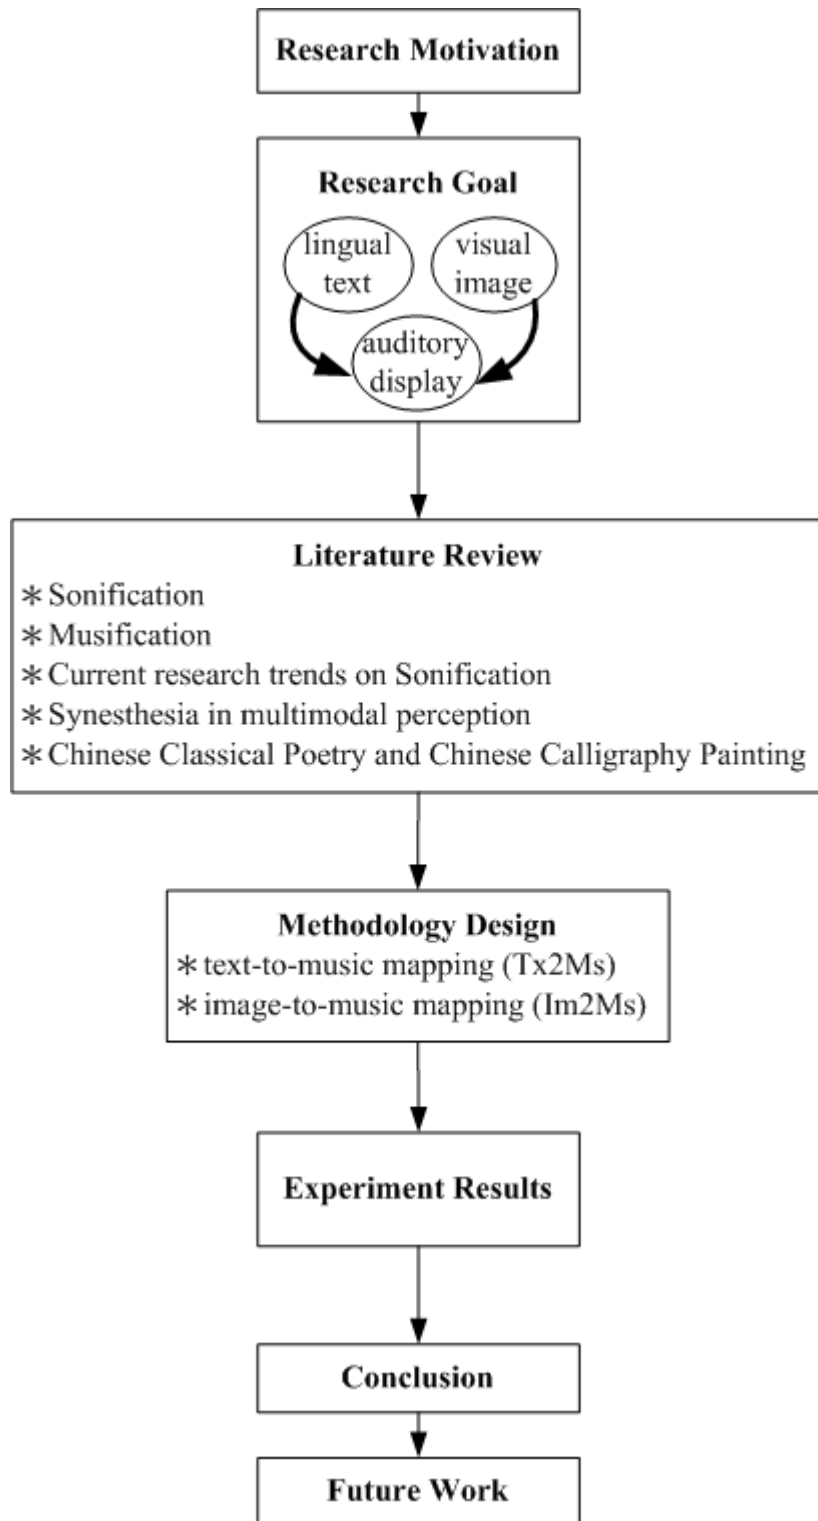 Research Motivation
Research Goal
lingual
text
visual
image
auditory
display
Literature Review
* Sonification
* Musification
* Current research trends on Sonification
* Synesthesia in multimodal perception
* Chinese Classical Poetry and Chinese Calligraphy Painting
Methodology Design
* text-to-music mapping (Tx2Ms)
* image-to-music mapping (Im2Ms)
Experiment Results
Conclusion
Future Work